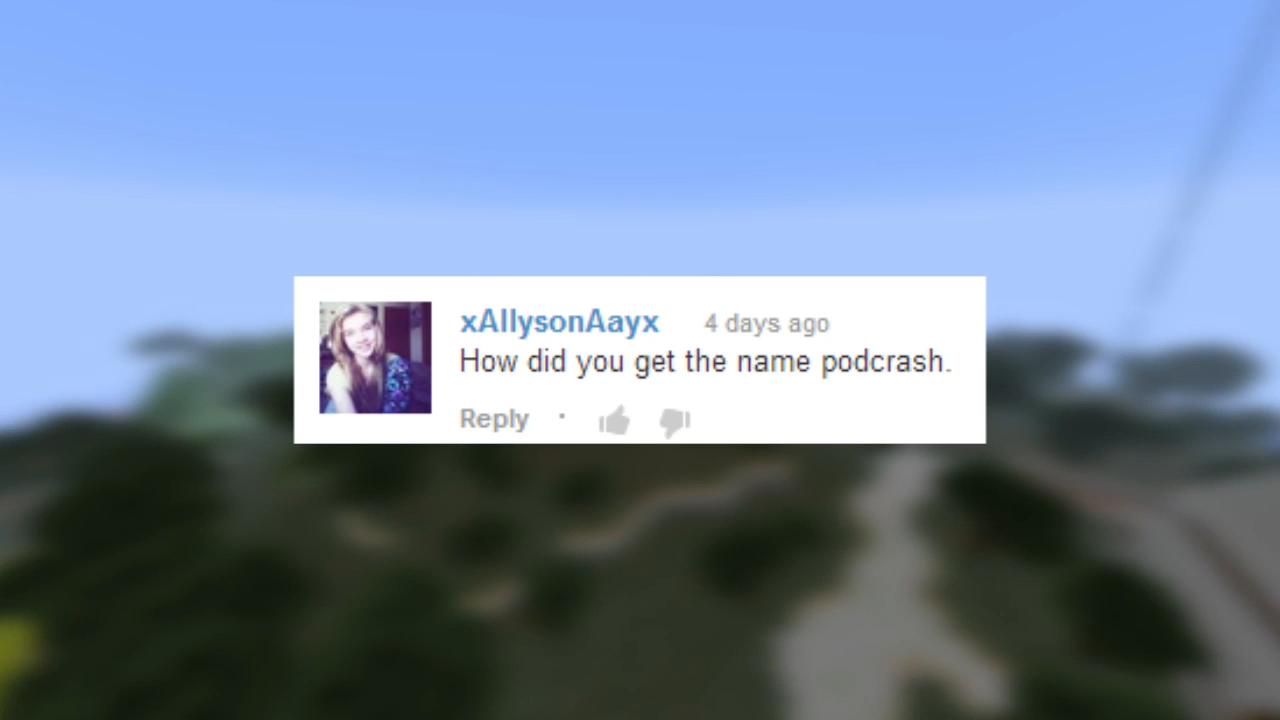 xAllysonAayx 4 days ago
How did you get the name podcrash.
Reply ·